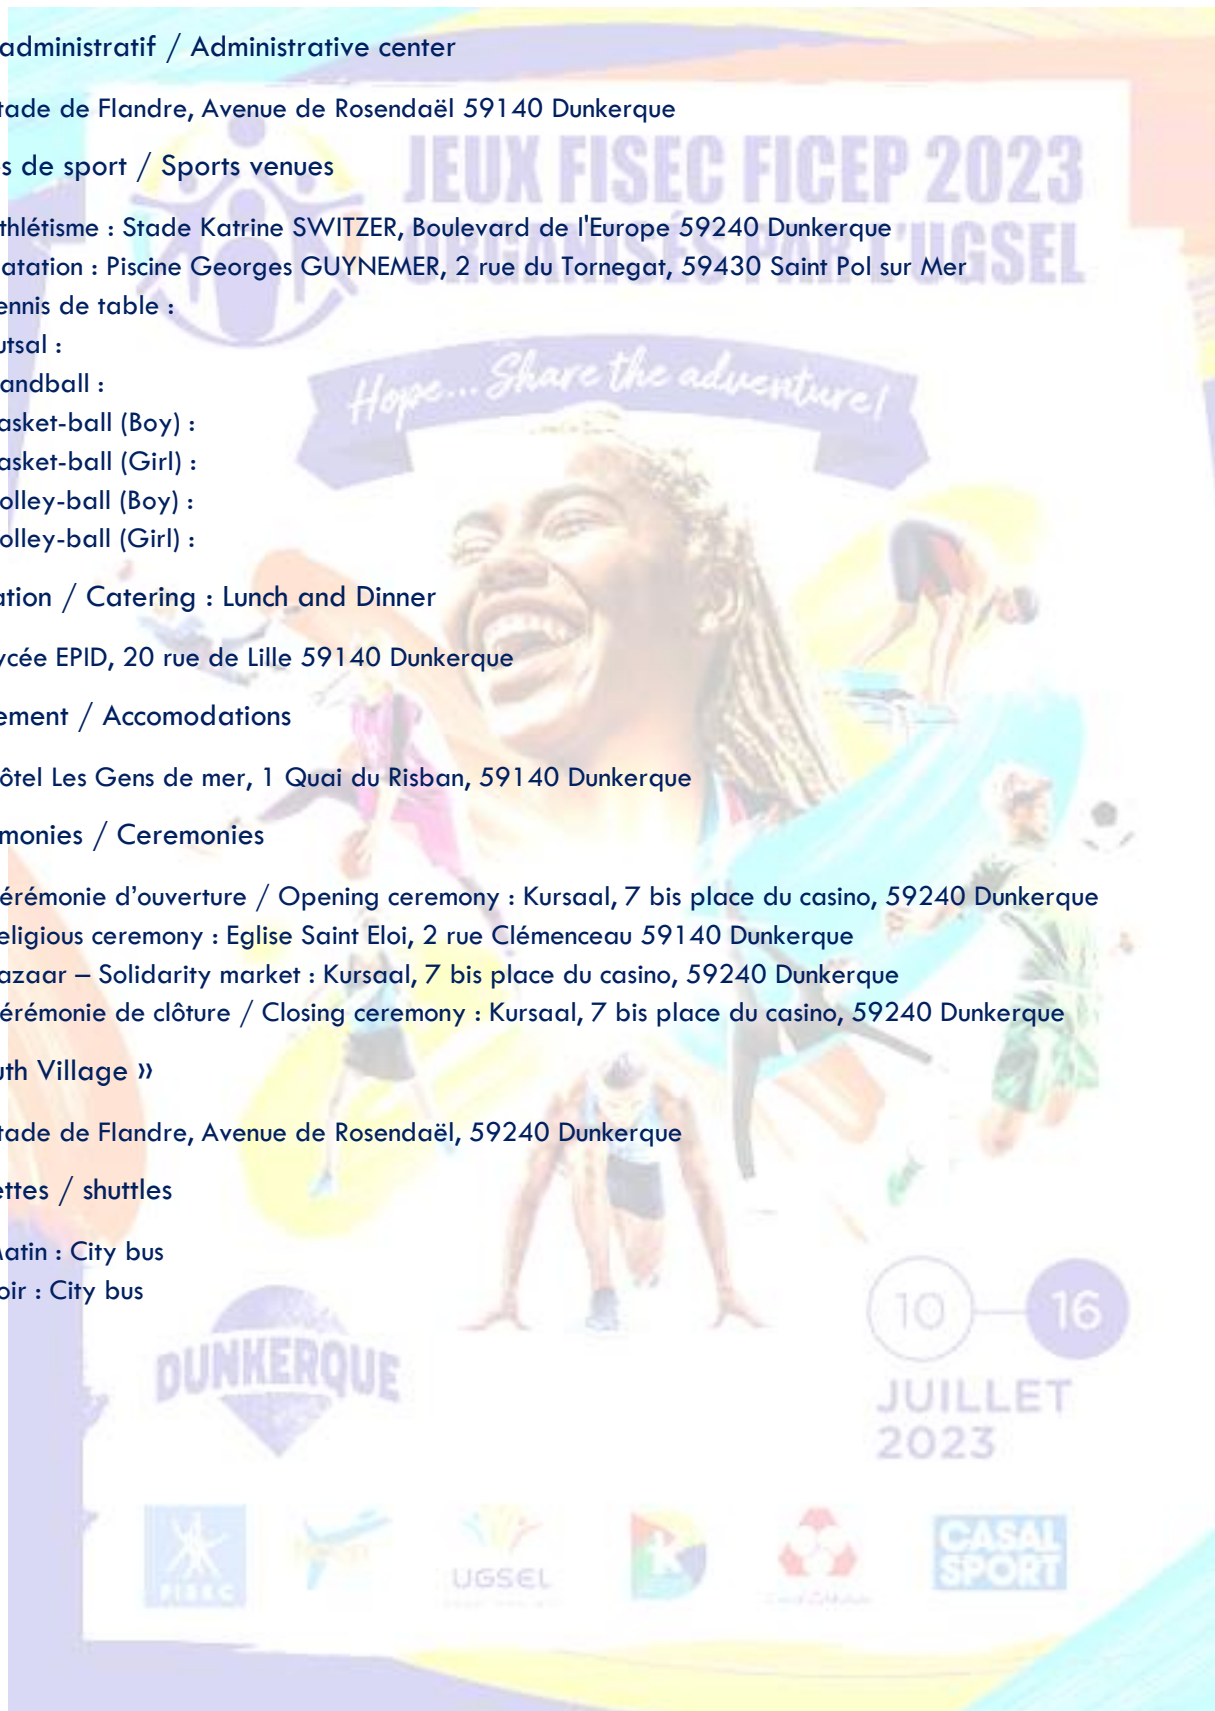 administratif / Administrative center
tade de Flandre, Avenue de Rosendaël 59140 Dunkerque
s de sport / Sports venues
JEUX FISEC FICEP 2023
ORGANISÉS PAR L'UGSEL
thlétisme : Stade Katrine SWITZER, Boulevard de l'Europe 59240 Dunkerque
atation : Piscine Georges GUYNEMER, 2 rue du Tornegat, 59430 Saint Pol sur Mer
ennis de table :
utsal :
andball :
Hope... Share the adventure!
asket-ball (Boy) :
asket-ball (Girl) :
olley-ball (Boy) :
olley-ball (Girl) :
ation / Catering : Lunch and Dinner
ycée EPID, 20 rue de Lille 59140 Dunkerque
ement / Accomodations
ôtel Les Gens de mer, 1 Quai du Risban, 59140 Dunkerque
monies / Ceremonies
érémonie d’ouverture / Opening ceremony : Kursaal, 7 bis place du casino, 59240 Dunkerque
eligious ceremony : Eglise Saint Eloi, 2 rue Clémenceau 59140 Dunkerque
azaar – Solidarity market : Kursaal, 7 bis place du casino, 59240 Dunkerque
érémonie de clôture / Closing ceremony : Kursaal, 7 bis place du casino, 59240 Dunkerque
uth Village »
tade de Flandre, Avenue de Rosendaël, 59240 Dunkerque
ettes / shuttles
atin : City bus
oir : City bus
10 16
DUNKERQUE
JUILLET
2023
FISEC
UGSEL
K
CASAL
SPORT